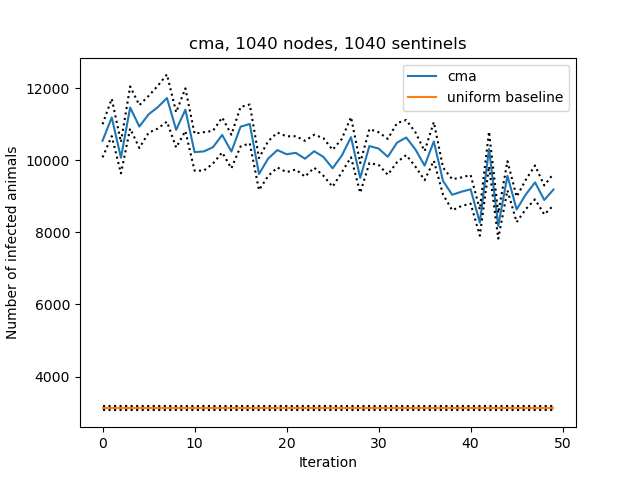 cma, 1040 nodes, 1040 sentinels
cma
uniform baseline
Number of infected animals
12000
10000
8000
6000
4000
0 10 20 30 40 50
Iteration